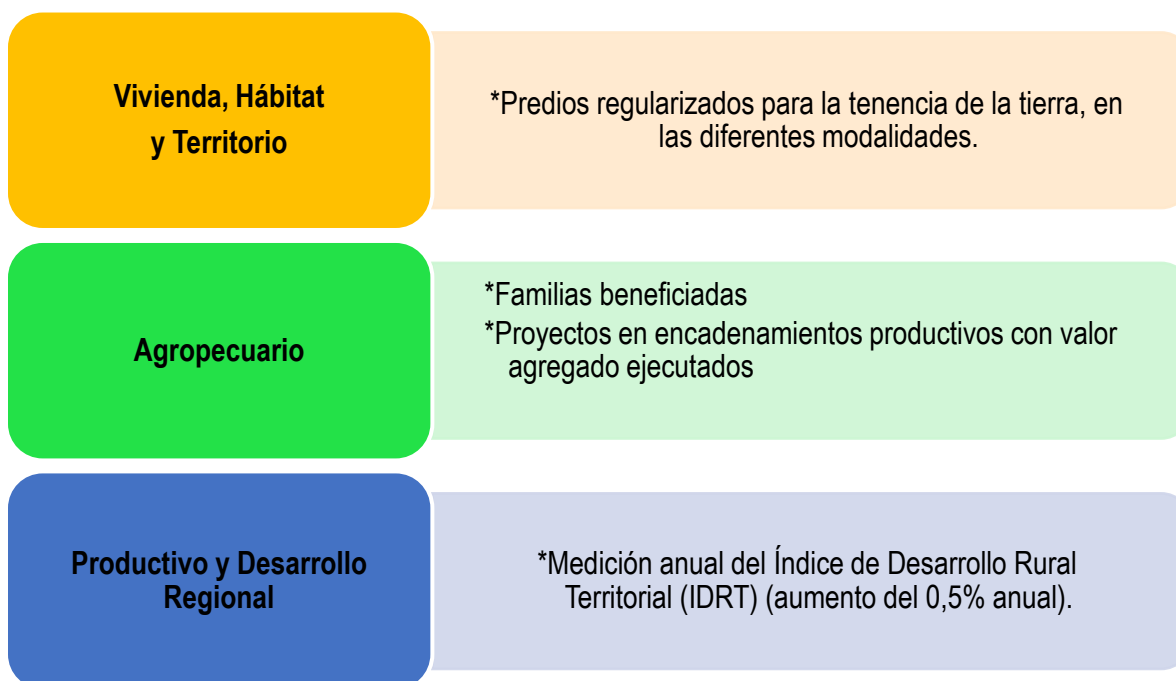 Vivienda, Hábitat
y Territorio
*Predios regularizados para la tenencia de la tierra, en
las diferentes modalidades.
Agropecuario
*Familias beneficiadas
*Proyectos en encadenamientos productivos con valor
agregado ejecutados
Productivo y Desarrollo
Regional
*Medición anual del Índice de Desarrollo Rural
Territorial (IDRT) (aumento del 0,5% anual).